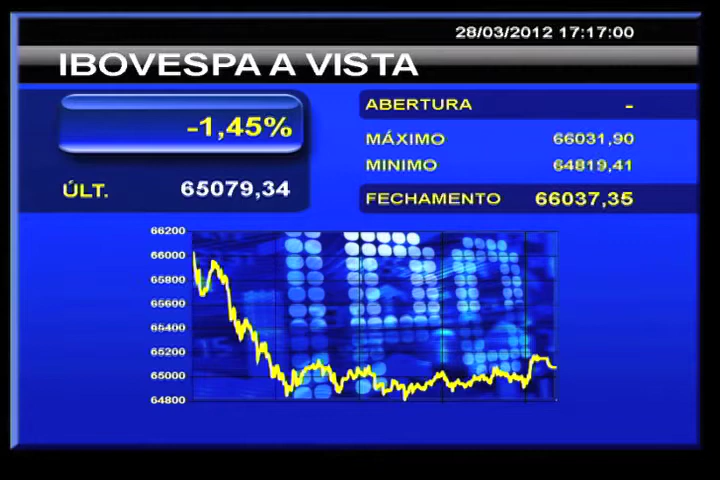 28/03/2012 17:17:00
IBOVESPA A VISTA
-1,45%
ÚLT. 65079,34
ABERTURA -
MÁXIMO 66031,90
MINIMO 64819,41
FECHAMENTO 66037,35
66200
66000
65800
65600
65400
65200
65000
64800